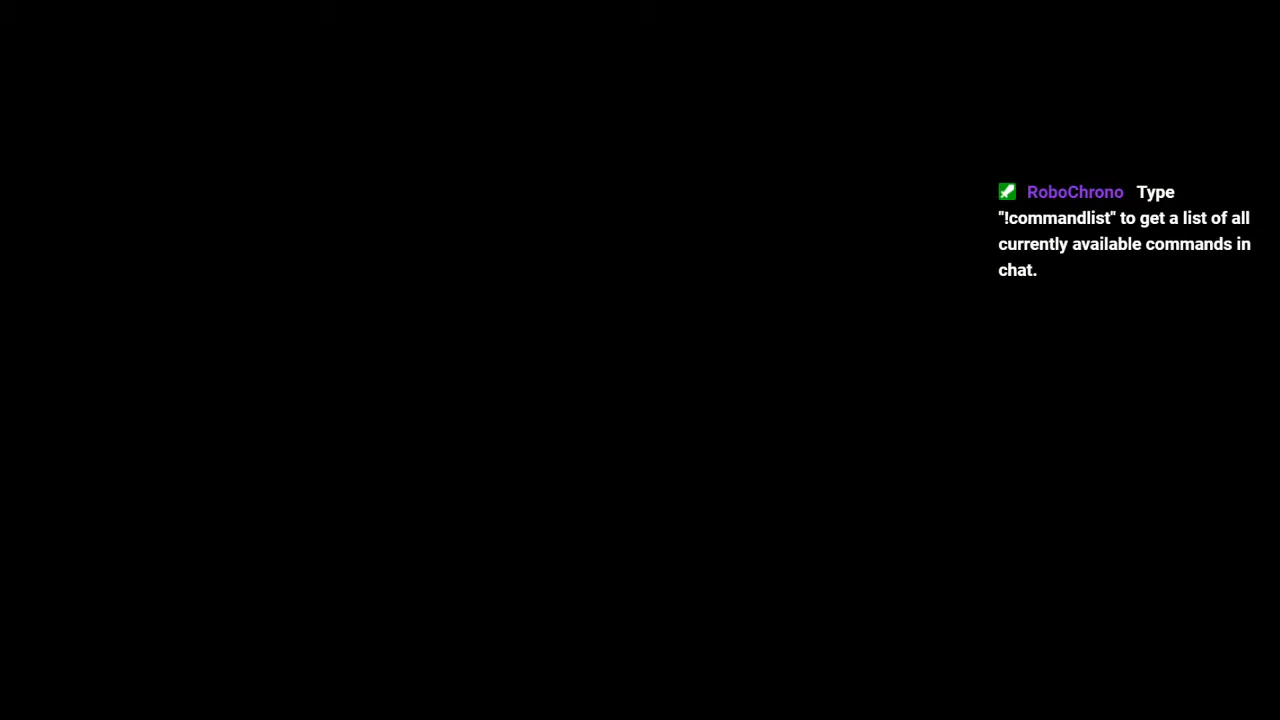 RoboChrono Type
"!commandlist" to get a list of all
currently available commands in
chat.